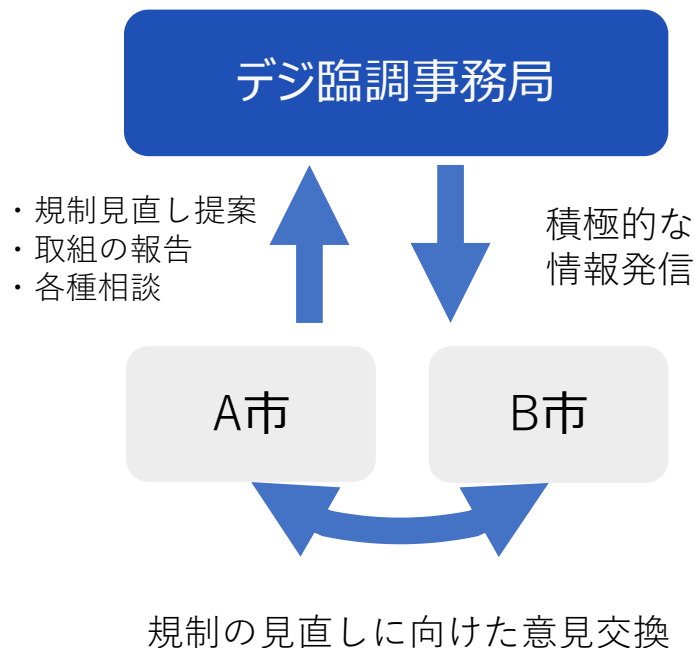 デジ臨調事務局
・規制見直し提案
・取組の報告
・各種相談
積極的な
情報発信
A市
B市
規制の見直しに向けた意見交換